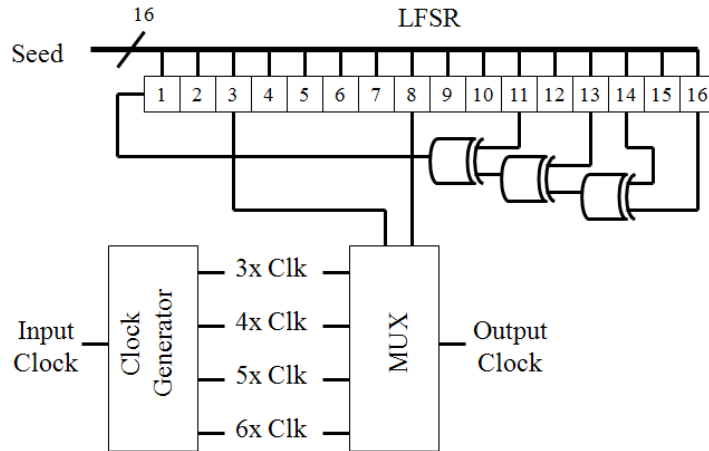 16
LFSR
Seed
1 2 3 4 5 6 7 8 9 10 11 12 13 14 15 16
3x Clk
Input
Clock
Clock
Generator
4x Clk
MUX
Output
Clock
5x Clk
6x Clk